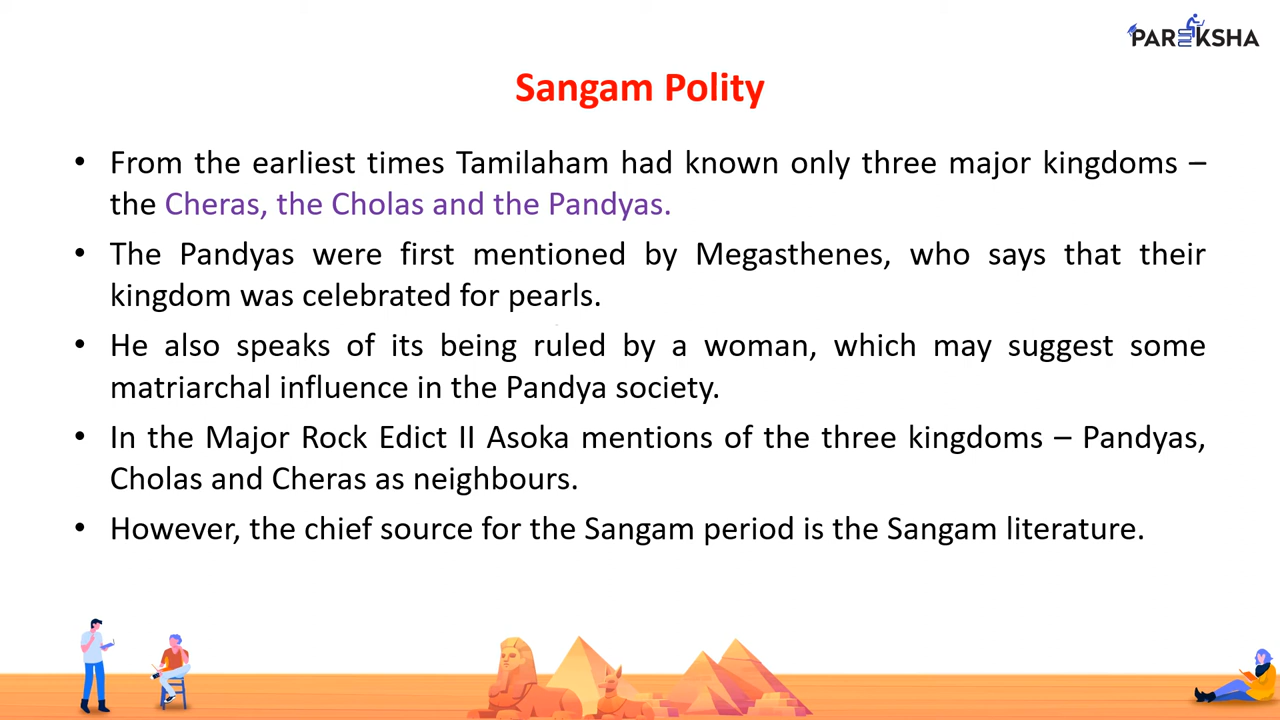 PAREKSHA
Sangam Polity
• From the earliest times Tamilaham had known only three major kingdoms –
the Cheras, the Cholas and the Pandyas.
• The Pandyas were first mentioned by Megasthenes, who says that their
kingdom was celebrated for pearls.
• He also speaks of its being ruled by a woman, which may suggest some
matriarchal influence in the Pandya society.
• In the Major Rock Edict II Asoka mentions of the three kingdoms – Pandyas,
Cholas and Cheras as neighbours.
• However, the chief source for the Sangam period is the Sangam literature.